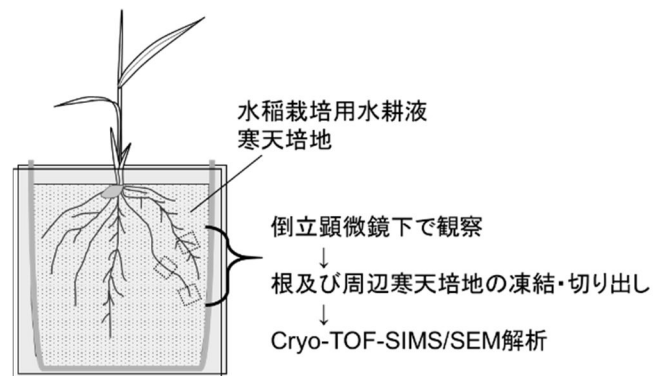 水稲栽培用水耕液
寒天培地
倒立顕微鏡下で観察
↓
根及び周辺寒天培地の凍結・切り出し
↓
Cryo-TOF-SIMS/SEM解析